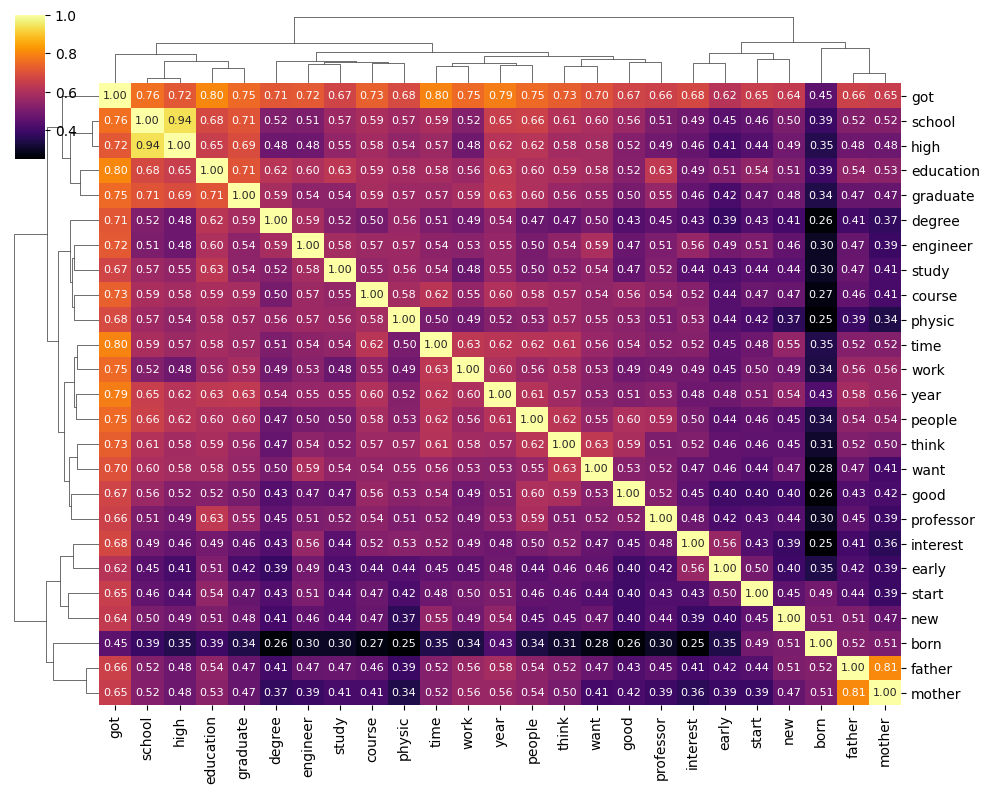 1.0
0.8
0.6
0.4
1.00 0.76 0.72 0.80 0.75 0.71 0.72 0.67 0.73 0.68 0.80 0.75 0.79 0.75 0.73 0.70 0.67 0.66 0.68 0.62 0.65 0.64 0.45 0.66 0.65 got
0.76 1.00 0.94 0.68 0.71 0.52 0.51 0.57 0.59 0.57 0.59 0.52 0.65 0.66 0.61 0.60 0.56 0.51 0.49 0.45 0.46 0.50 0.39 0.52 0.52 school
0.72 0.94 1.00 0.65 0.69 0.48 0.48 0.55 0.58 0.54 0.57 0.48 0.62 0.62 0.58 0.58 0.52 0.49 0.46 0.41 0.44 0.49 0.35 0.48 0.48 high
0.80 0.68 0.65 1.00 0.71 0.62 0.60 0.63 0.59 0.58 0.58 0.56 0.63 0.60 0.59 0.58 0.52 0.63 0.49 0.51 0.54 0.51 0.39 0.54 0.53 education
0.75 0.71 0.69 0.71 1.00 0.59 0.54 0.54 0.59 0.57 0.57 0.59 0.63 0.60 0.56 0.55 0.50 0.55 0.46 0.42 0.47 0.48 0.34 0.47 0.47 graduate
0.71 0.52 0.48 0.62 0.59 1.00 0.59 0.52 0.50 0.56 0.51 0.49 0.54 0.47 0.47 0.50 0.43 0.45 0.43 0.39 0.43 0.41 0.26 0.41 0.37 degree
0.72 0.51 0.48 0.60 0.54 0.59 1.00 0.58 0.57 0.57 0.54 0.53 0.55 0.50 0.54 0.59 0.47 0.51 0.56 0.49 0.51 0.46 0.30 0.47 0.39 engineer
0.67 0.57 0.55 0.63 0.54 0.52 0.58 1.00 0.55 0.56 0.54 0.48 0.55 0.50 0.52 0.54 0.47 0.52 0.44 0.43 0.44 0.44 0.30 0.47 0.41 study
0.73 0.59 0.58 0.59 0.59 0.50 0.57 0.55 1.00 0.58 0.62 0.55 0.60 0.58 0.57 0.54 0.56 0.54 0.52 0.44 0.47 0.47 0.27 0.46 0.41 course
0.68 0.57 0.54 0.58 0.57 0.56 0.57 0.56 0.58 1.00 0.50 0.49 0.52 0.53 0.57 0.55 0.53 0.51 0.53 0.44 0.42 0.37 0.25 0.39 0.34 physic
0.80 0.59 0.57 0.58 0.57 0.51 0.54 0.54 0.62 0.50 1.00 0.63 0.62 0.62 0.61 0.56 0.54 0.52 0.52 0.45 0.48 0.55 0.35 0.52 0.52 time
0.75 0.52 0.48 0.56 0.59 0.49 0.53 0.48 0.55 0.49 0.63 1.00 0.60 0.56 0.58 0.53 0.49 0.49 0.49 0.45 0.50 0.49 0.34 0.56 0.56 work
0.79 0.65 0.62 0.63 0.63 0.54 0.55 0.55 0.60 0.52 0.62 0.60 1.00 0.61 0.57 0.53 0.51 0.53 0.48 0.48 0.51 0.54 0.43 0.58 0.56 year
0.75 0.66 0.62 0.60 0.60 0.47 0.50 0.50 0.58 0.53 0.62 0.56 0.61 1.00 0.62 0.55 0.60 0.59 0.50 0.44 0.46 0.45 0.34 0.54 0.54 people
0.73 0.61 0.58 0.59 0.56 0.47 0.54 0.52 0.57 0.57 0.61 0.58 0.57 0.62 1.00 0.63 0.59 0.51 0.52 0.46 0.46 0.45 0.31 0.52 0.50 think
0.70 0.60 0.58 0.58 0.55 0.50 0.59 0.54 0.54 0.55 0.56 0.53 0.53 0.55 0.63 1.00 0.53 0.52 0.47 0.46 0.44 0.47 0.28 0.47 0.41 want
0.67 0.56 0.52 0.52 0.50 0.43 0.47 0.47 0.56 0.53 0.54 0.49 0.51 0.60 0.59 0.53 1.00 0.52 0.45 0.40 0.40 0.40 0.26 0.43 0.42 good
0.66 0.51 0.49 0.63 0.55 0.45 0.51 0.52 0.54 0.51 0.52 0.49 0.53 0.59 0.51 0.52 0.52 1.00 0.48 0.42 0.43 0.44 0.30 0.45 0.39 professor
0.68 0.49 0.46 0.49 0.46 0.43 0.56 0.44 0.52 0.53 0.52 0.49 0.48 0.50 0.52 0.47 0.45 0.48 1.00 0.56 0.43 0.39 0.25 0.41 0.36 interest
0.62 0.45 0.41 0.51 0.42 0.39 0.49 0.43 0.44 0.44 0.45 0.45 0.48 0.44 0.46 0.46 0.40 0.42 0.56 1.00 0.50 0.40 0.35 0.42 0.39 early
0.65 0.46 0.44 0.54 0.47 0.43 0.51 0.44 0.47 0.42 0.48 0.50 0.51 0.46 0.46 0.44 0.40 0.43 0.43 0.50 1.00 0.45 0.49 0.44 0.39 start
0.64 0.50 0.49 0.51 0.48 0.41 0.46 0.44 0.47 0.37 0.55 0.49 0.54 0.45 0.45 0.47 0.40 0.44 0.39 0.40 0.45 1.00 0.51 0.51 0.47 new
0.45 0.39 0.35 0.39 0.34 0.26 0.30 0.30 0.27 0.25 0.35 0.34 0.43 0.34 0.31 0.28 0.26 0.30 0.25 0.35 0.49 0.51 1.00 0.52 0.51 born
0.66 0.52 0.48 0.54 0.47 0.41 0.47 0.47 0.46 0.39 0.52 0.56 0.58 0.54 0.52 0.47 0.43 0.45 0.41 0.42 0.44 0.51 0.52 1.00 0.81 father
0.65 0.52 0.48 0.53 0.47 0.37 0.39 0.41 0.41 0.34 0.52 0.56 0.56 0.54 0.50 0.41 0.42 0.39 0.36 0.39 0.39 0.47 0.51 0.81 1.00 mother
got school high education graduate degree engineer study course physic time work year people think want good professor interest early start new born father mother